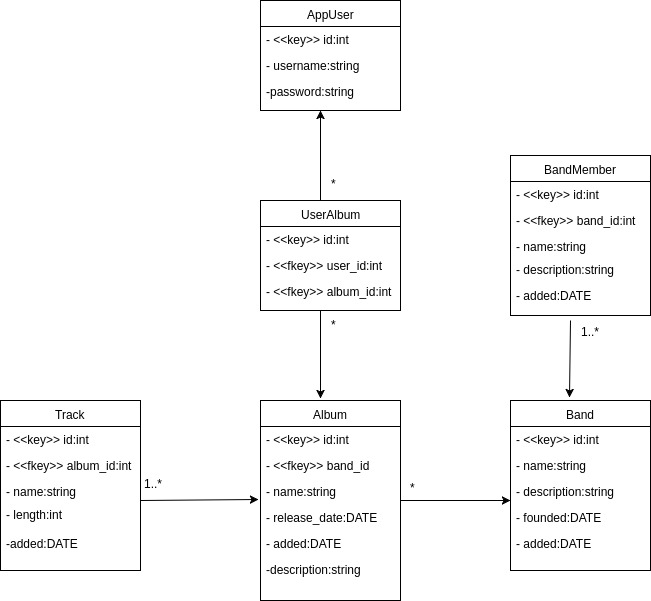 AppUser
- <<key>> id:int
- username:string
-password:string
*
UserAlbum
- <<key>> id:int
- <<fkey>> user_id:int
- <<fkey>> album_id:int
*
BandMember
- <<key>> id:int
- <<fkey>> band_id:int
- name:string
- description:string
- added:DATE
1..*
Track
- <<key>> id:int
- <<fkey>> album_id:int
- name:string
- length:int
-added:DATE
1..*
Album
- <<key>> id:int
- <<fkey>> band_id
- name:string
- release_date:DATE
- added:DATE
-description:string
*
Band
- <<key>> id:int
- name:string
- description:string
- founded:DATE
- added:DATE